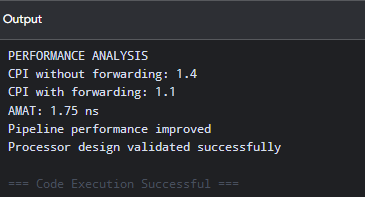 Output
PERFORMANCE ANALYSIS
CPI without forwarding: 1.4
CPI with forwarding: 1.1
AMAT: 1.75 ns
Pipeline performance improved
Processor design validated successfully
=== Code Execution Successful ===